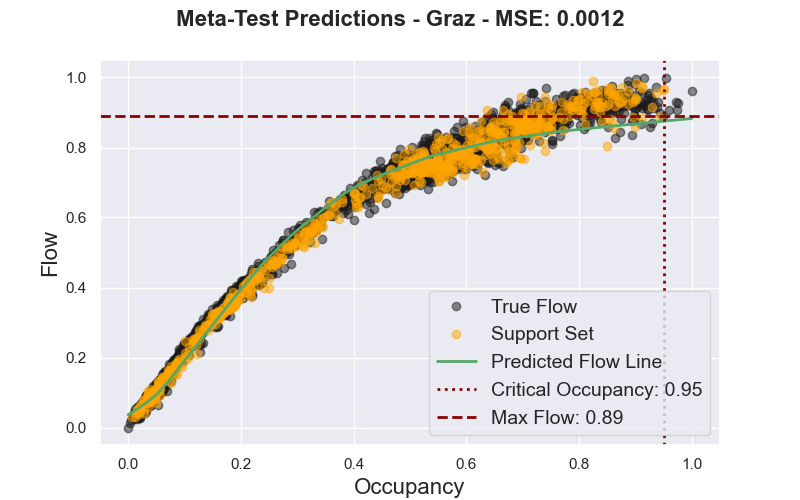 Meta-Test Predictions - Graz - MSE: 0.0012
1.0
0.8
0.6
0.4
0.2
0.0
Flow
True Flow
Support Set
Predicted Flow Line
Critical Occupancy: 0.95
Max Flow: 0.89
0.0 0.2 0.4 0.6 0.8 1.0
Occupancy